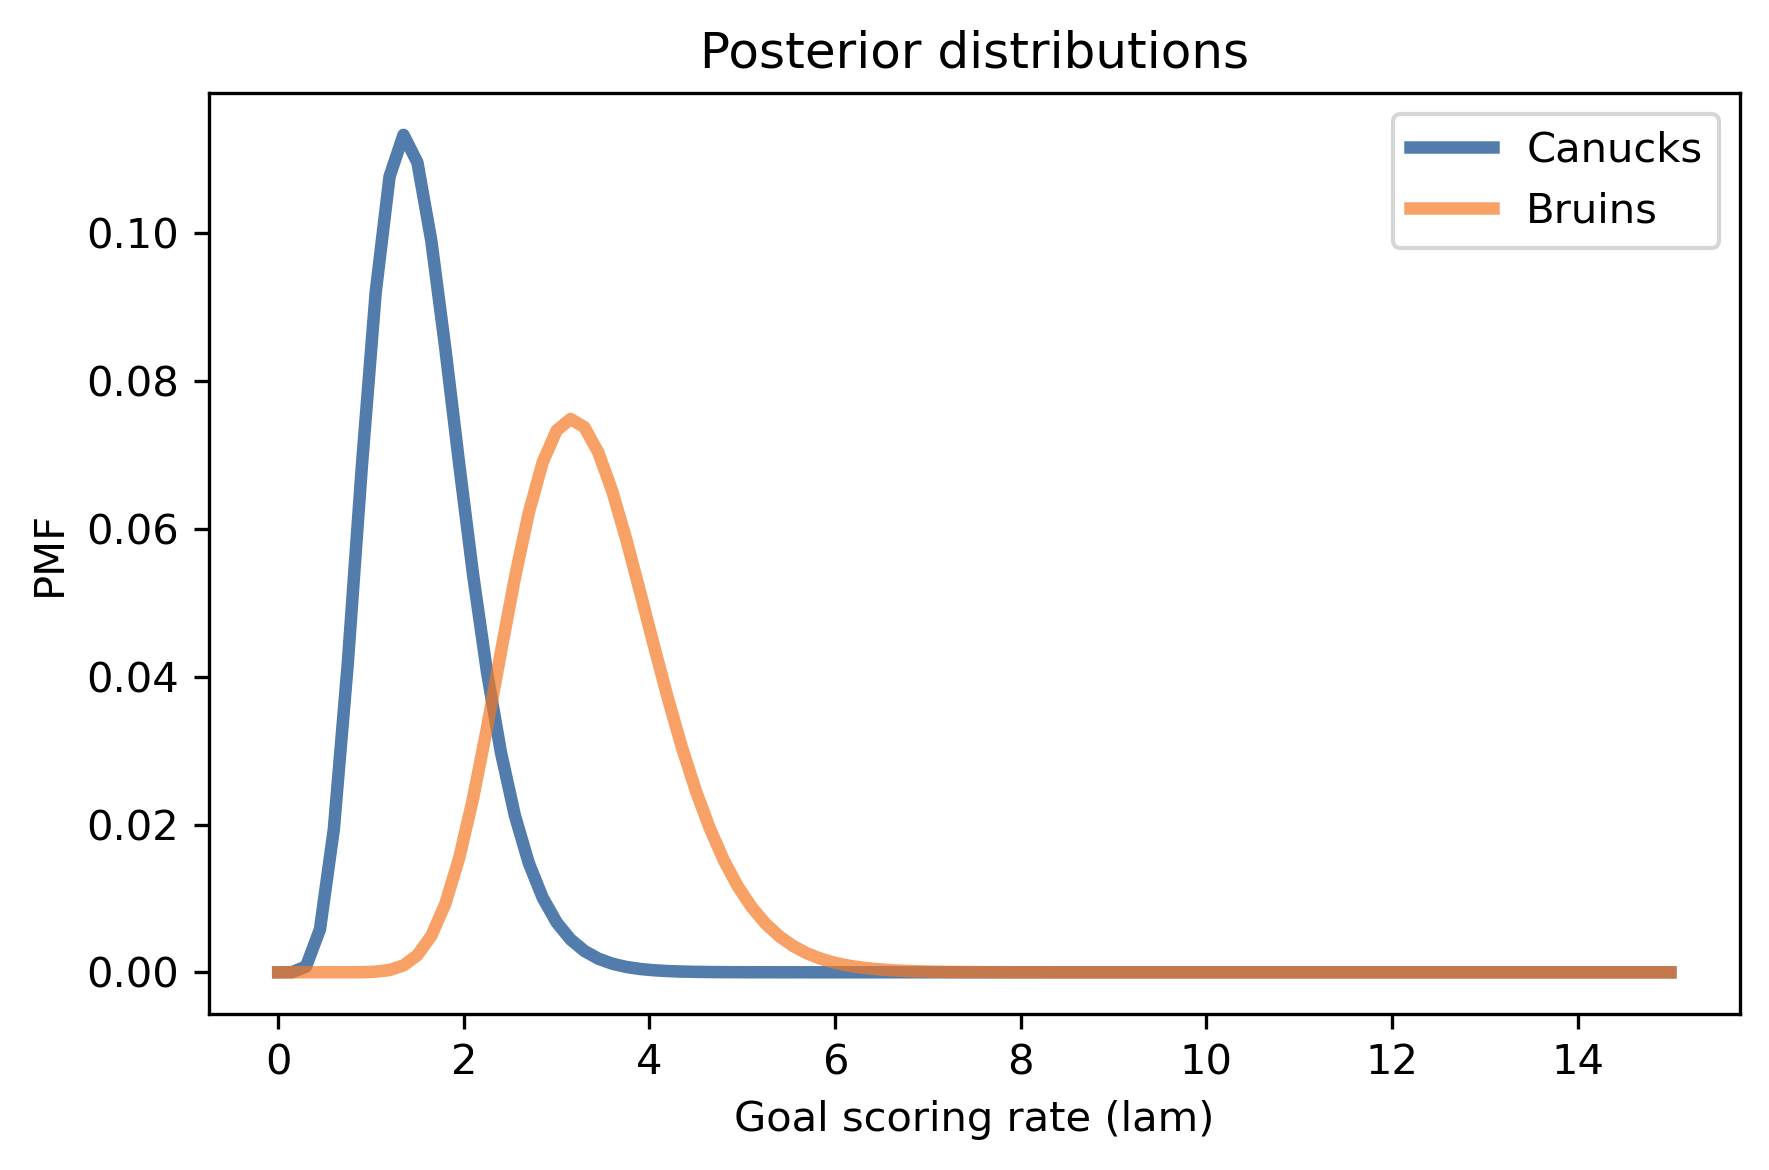 Posterior distributions
Canucks
Bruins
PMF
0.10
0.08
0.06
0.04
0.02
0.00
0 2 4 6 8 10 12 14
Goal scoring rate (lam)